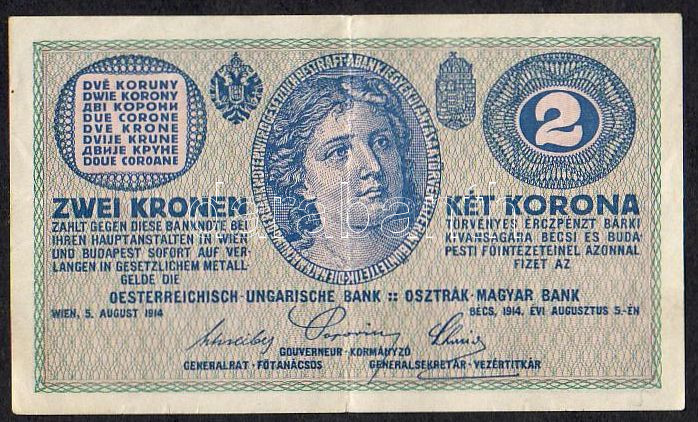 DVĚ KORUNY
DWIE KORONY
ДВІ КОРОНИ
DUE CORONE
DVE KRONE
DVIJE KRUNE
ДВИЈЕ КРУНЕ
DOUE COROANE
2
ZWEI KRONEN
ZAHLT GEGEN DIESE BANKNOTE BEI
IHREN HAUPTANSTALTEN IN WIEN
UND BUDAPEST SOFORT AUF VER-
LANGEN IN GESETZLICHEM METALL-
GELDE DIE
KÉT KORONA
TÖRVÉNYES ÉRCZPÉNZT BÁRKI
KIVÁNSÁGÁRA BÉCSI ÉS BUDA-
PESTI FŐINTÉZETEINÉL AZONNAL
FIZET AZ
OESTERREICHISCH-UNGARISCHE BANK :: OSZTRÁK-MAGYAR BANK
WIEN, 5. AUGUST 1914
BÉCS, 1914. ÉVI AUGUSZTUS 5.-ÉN
GOUVERNEUR-KORMÁNYZÓ
GENERALRAT-FŐTANÁCSOS
GENERALSEKRETÄR-VEZÉRTITKÁR